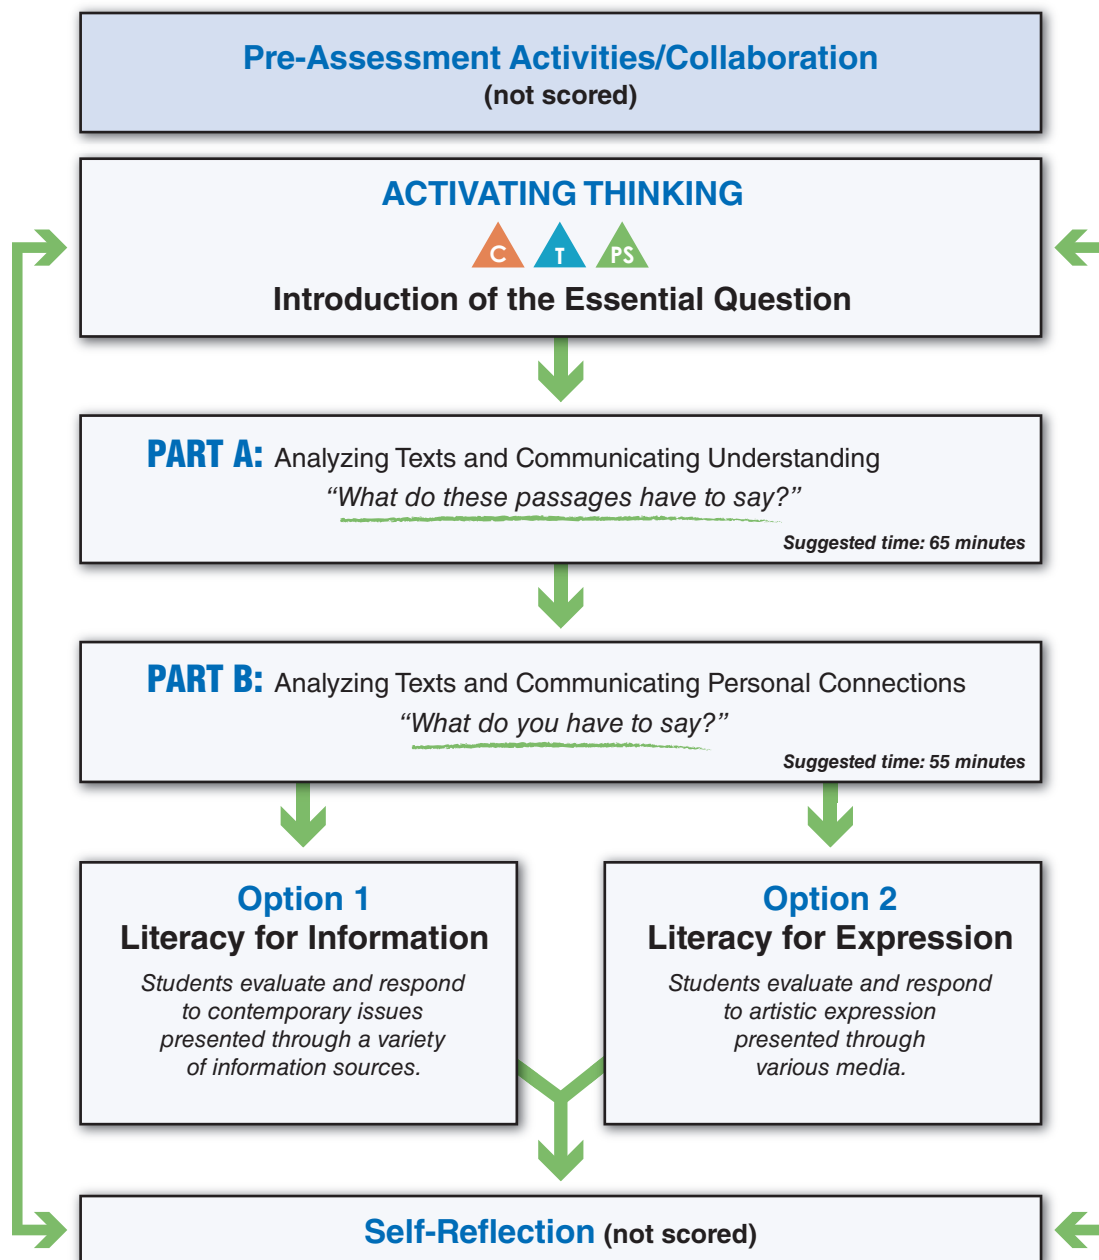 Pre-Assessment Activities/Collaboration
(not scored)
ACTIVATING THINKING
C T PS
Introduction of the Essential Question
PART A: Analyzing Texts and Communicating Understanding
“What do these passages have to say?”
Suggested time: 65 minutes
PART B: Analyzing Texts and Communicating Personal Connections
“What do you have to say?”
Suggested time: 55 minutes
Option 1
Literacy for Information
Students evaluate and respond
to contemporary issues
presented through a variety
of information sources.
Option 2
Literacy for Expression
Students evaluate and respond
to artistic expression
presented through
various media.
Self-Reflection (not scored)